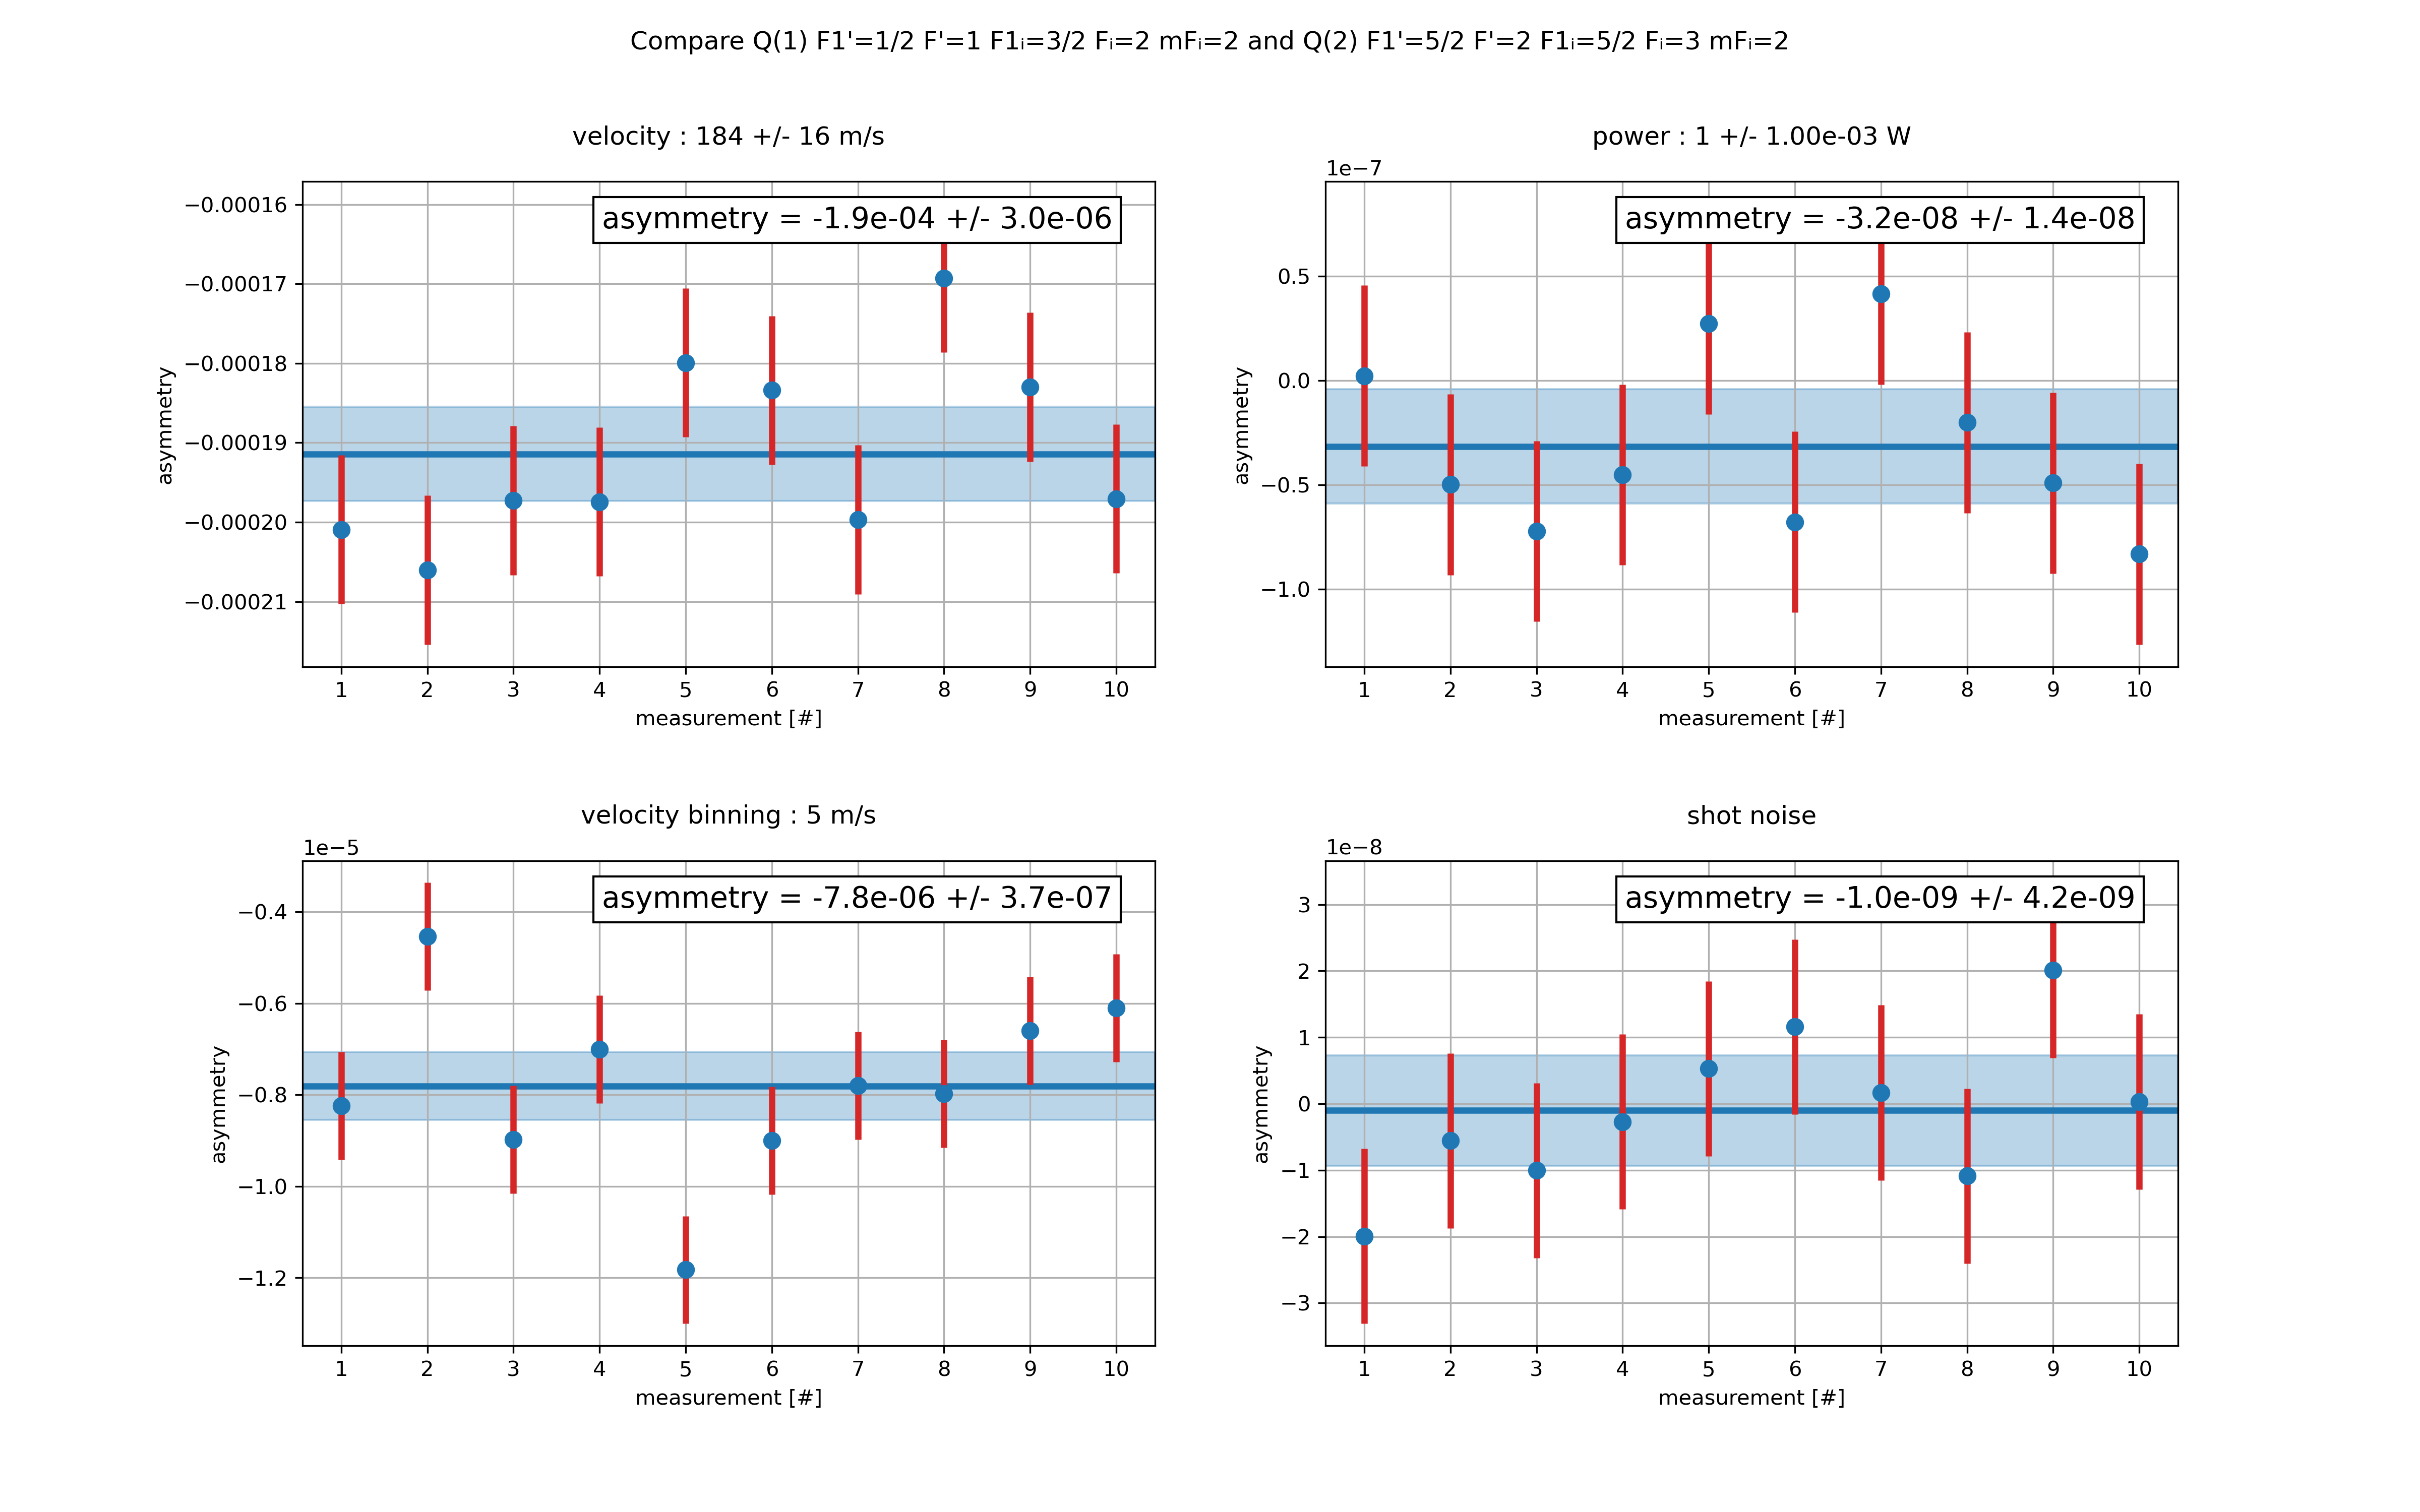 Compare Q(1) F1'=1/2 F'=1 F1ᵢ=3/2 Fᵢ=2 mFᵢ=2 and Q(2) F1'=5/2 F'=2 F1ᵢ=5/2 Fᵢ=3 mFᵢ=2
velocity : 184 +/- 16 m/s
asymmetry = -1.9e-04 +/- 3.0e-06
−0.00016
−0.00017
−0.00018
−0.00019
−0.00020
−0.00021
asymmetry
1 2 3 4 5 6 7 8 9 10
measurement [#]
power : 1 +/- 1.00e-03 W
1e−7
asymmetry = -3.2e-08 +/- 1.4e-08
0.5
0.0
−0.5
−1.0
asymmetry
1 2 3 4 5 6 7 8 9 10
measurement [#]
velocity binning : 5 m/s
1e−5
asymmetry = -7.8e-06 +/- 3.7e-07
−0.4
−0.6
−0.8
−1.0
−1.2
asymmetry
1 2 3 4 5 6 7 8 9 10
measurement [#]
shot noise
1e−8
asymmetry = -1.0e-09 +/- 4.2e-09
3
2
1
0
−1
−2
−3
asymmetry
1 2 3 4 5 6 7 8 9 10
measurement [#]